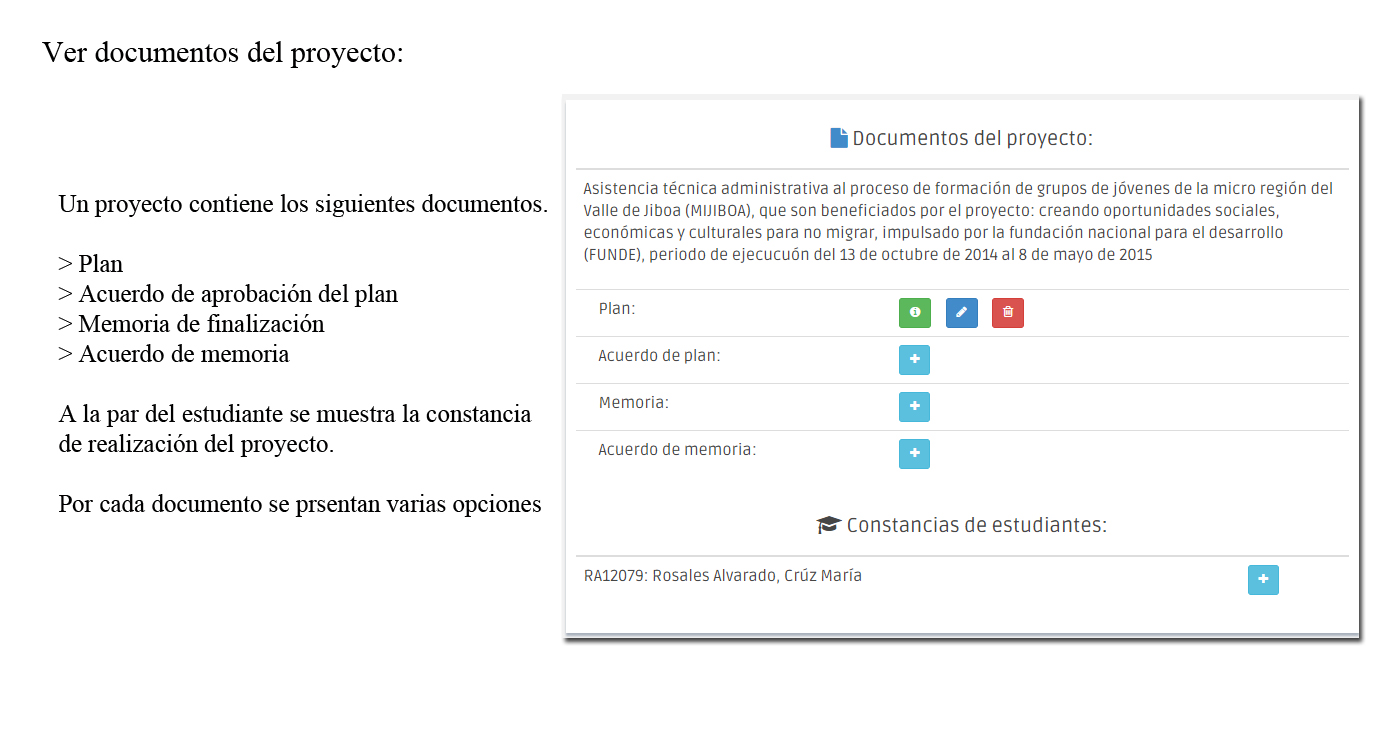 Ver documentos del proyecto:
Un proyecto contiene los siguientes documentos.
> Plan
> Acuerdo de aprobación del plan
> Memoria de finalización
> Acuerdo de memoria
A la par del estudiante se muestra la constancia
de realización del proyecto.
Por cada documento se prsentan varias opciones
Documentos del proyecto:
Asistencia técnica administrativa al proceso de formación de grupos de jóvenes de la micro región del
Valle de Jiboa (MIJIBOA), que son beneficiados por el proyecto: creando oportunidades sociales,
económicas y culturales para no migrar, impulsado por la fundación nacional para el desarrollo
(FUNDE), periodo de ejecucuón del 13 de octubre de 2014 al 8 de mayo de 2015
Plan:
Acuerdo de plan:
Memoria:
Acuerdo de memoria:
Constancias de estudiantes:
RA12079: Rosales Alvarado, Crúz María